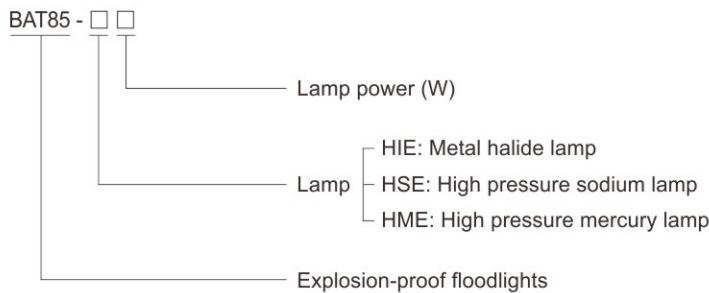 BAT85 - □ □
Lamp power (W)
HIE: Metal halide lamp
Lamp HSE: High pressure sodium lamp
HME: High pressure mercury lamp
Explosion-proof floodlights